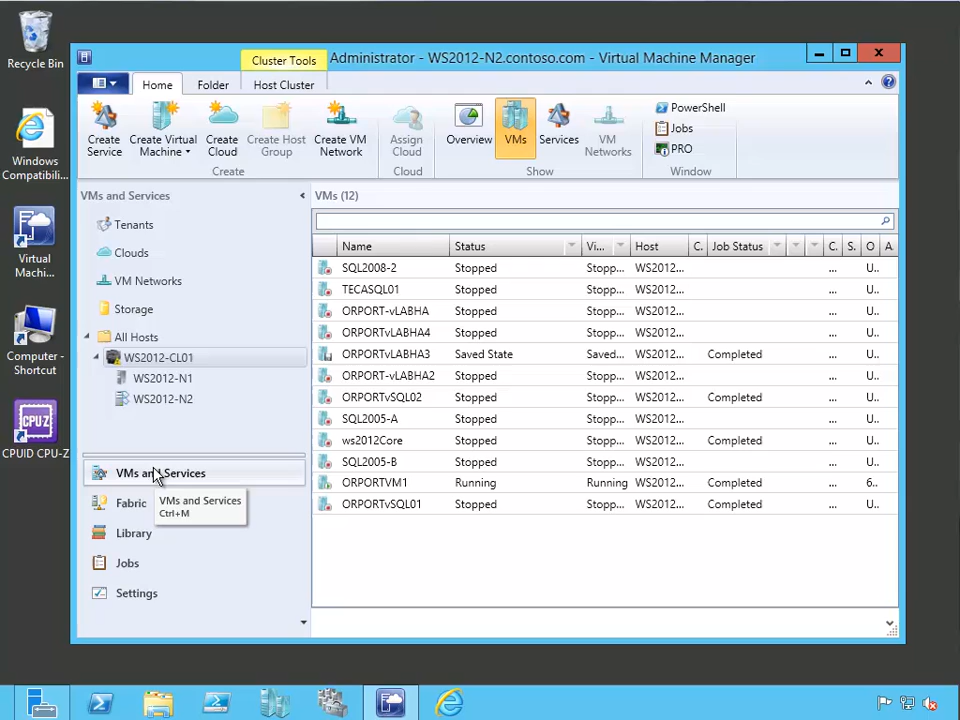 Recycle Bin
Windows
Compatibili...
Virtual
Machi...
Computer -
Shortcut
CPU-Z
CPUID CPU-Z
Cluster Tools
Administrator - WS2012-N2.contoso.com - Virtual Machine Manager
Home Folder Host Cluster
Create
Service
Create Virtual
Machine
Create
Cloud
Create Host
Group
Create VM
Network
Create
Assign
Cloud
Cloud
Overview
VMs
Services
VM
Networks
Show
PowerShell
Jobs
PRO
Window
VMs and Services
Tenants
Clouds
VM Networks
Storage
All Hosts
WS2012-CL01
WS2012-N1
WS2012-N2
VMs and Services
VMs and Services
Ctrl+M
Fabric
Library
Jobs
Settings
VMs (12)
Name Status Vi... Host C. Job Status C. S. O A
SQL2008-2 Stopped Stopp... WS2012... ... U..
TECASQL01 Stopped Stopp... WS2012... ... U..
ORPORT-vLABHA Stopped Stopp... WS2012... ... U..
ORPORTvLABHA4 Stopped Stopp... WS2012... ... U..
ORPORTvLABHA3 Saved State Saved... WS2012... Completed ... U..
ORPORT-vLABHA2 Stopped Stopp... WS2012... ... U..
ORPORTvSQL02 Stopped Stopp... WS2012... Completed ... U..
SQL2005-A Stopped Stopp... WS2012... ... U..
ws2012Core Stopped Stopp... WS2012... Completed ... U..
SQL2005-B Stopped Stopp... WS2012... ... U..
ORPORTVM1 Running Running WS2012... Completed ... 6..
ORPORTvSQL01 Stopped Stopp... WS2012... Completed ... U..